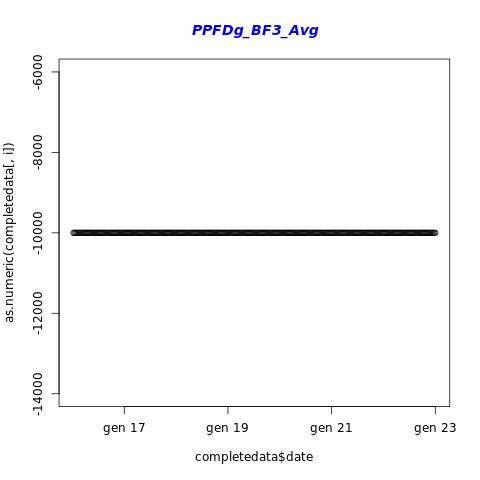 PPFDg_BF3_Avg
-6000
-8000
-10000
-12000
-14000
as.numeric(completedata[, i])
gen 17 gen 19 gen 21 gen 23
completedata$date